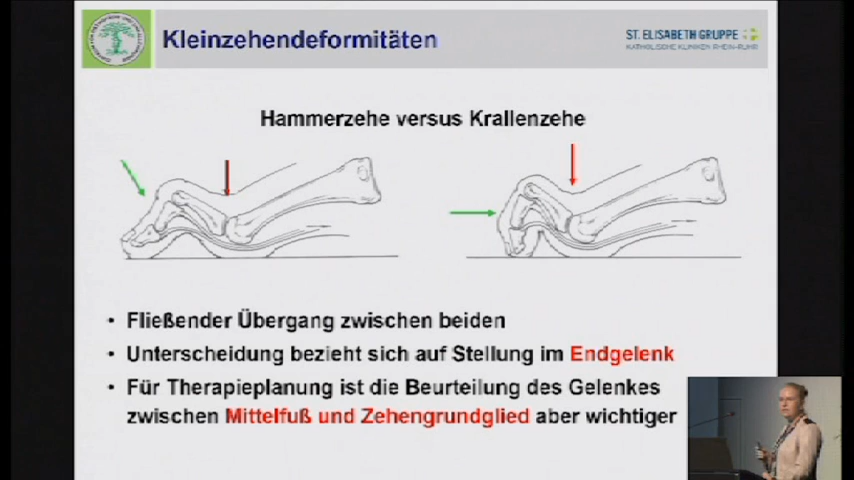 Kleinzehendeformitäten
ST. ELISABETH GRUPPE
KATHOLISCHE KLINIKEN RHEIN-RUHR
Hammerzehe versus Krallenzehe
• Fließender Übergang zwischen beiden
• Unterscheidung bezieht sich auf Stellung im Endgelenk
• Für Therapieplanung ist die Beurteilung des Gelenkes
zwischen Mittelfuß und Zehengrundglied aber wichtiger